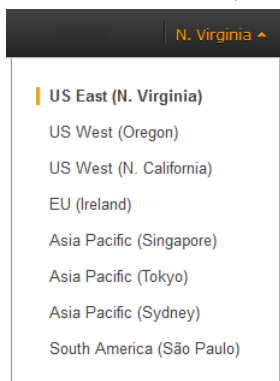 N. Virginia
US East (N. Virginia)
US West (Oregon)
US West (N. California)
EU (Ireland)
Asia Pacific (Singapore)
Asia Pacific (Tokyo)
Asia Pacific (Sydney)
South America (São Paulo)